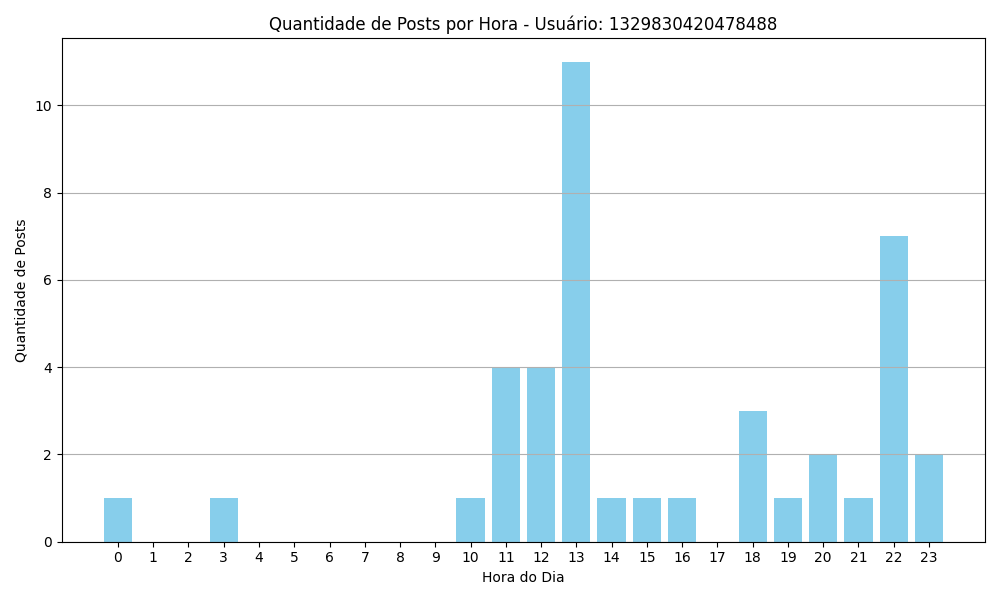 Quantidade de Posts por Hora - Usuário: 1329830420478488
Quantidade de Posts
10
8
6
4
2
0
0 1 2 3 4 5 6 7 8 9 10 11 12 13 14 15 16 17 18 19 20 21 22 23
Hora do Dia